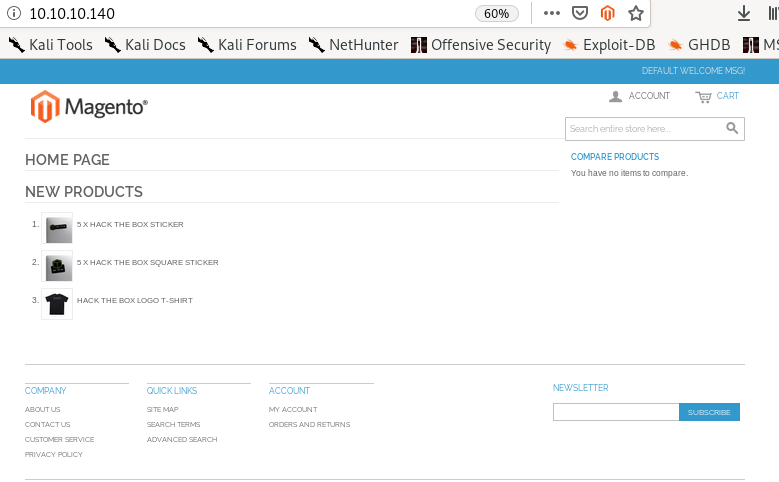 10.10.10.140 60%
Kali Tools Kali Docs Kali Forums NetHunter Offensive Security Exploit-DB GHDB
DEFAULT WELCOME MSG!
Magento® ACCOUNT CART
Search entire store here...
HOME PAGE
COMPARE PRODUCTS
You have no items to compare.
NEW PRODUCTS
1. 5 X HACK THE BOX STICKER
2. 5 X HACK THE BOX SQUARE STICKER
3. HACK THE BOX LOGO T-SHIRT
COMPANY QUICK LINKS ACCOUNT NEWSLETTER
ABOUT US SITE MAP MY ACCOUNT
CONTACT US SEARCH TERMS ORDERS AND RETURNS SUBSCRIBE
CUSTOMER SERVICE ADVANCED SEARCH
PRIVACY POLICY